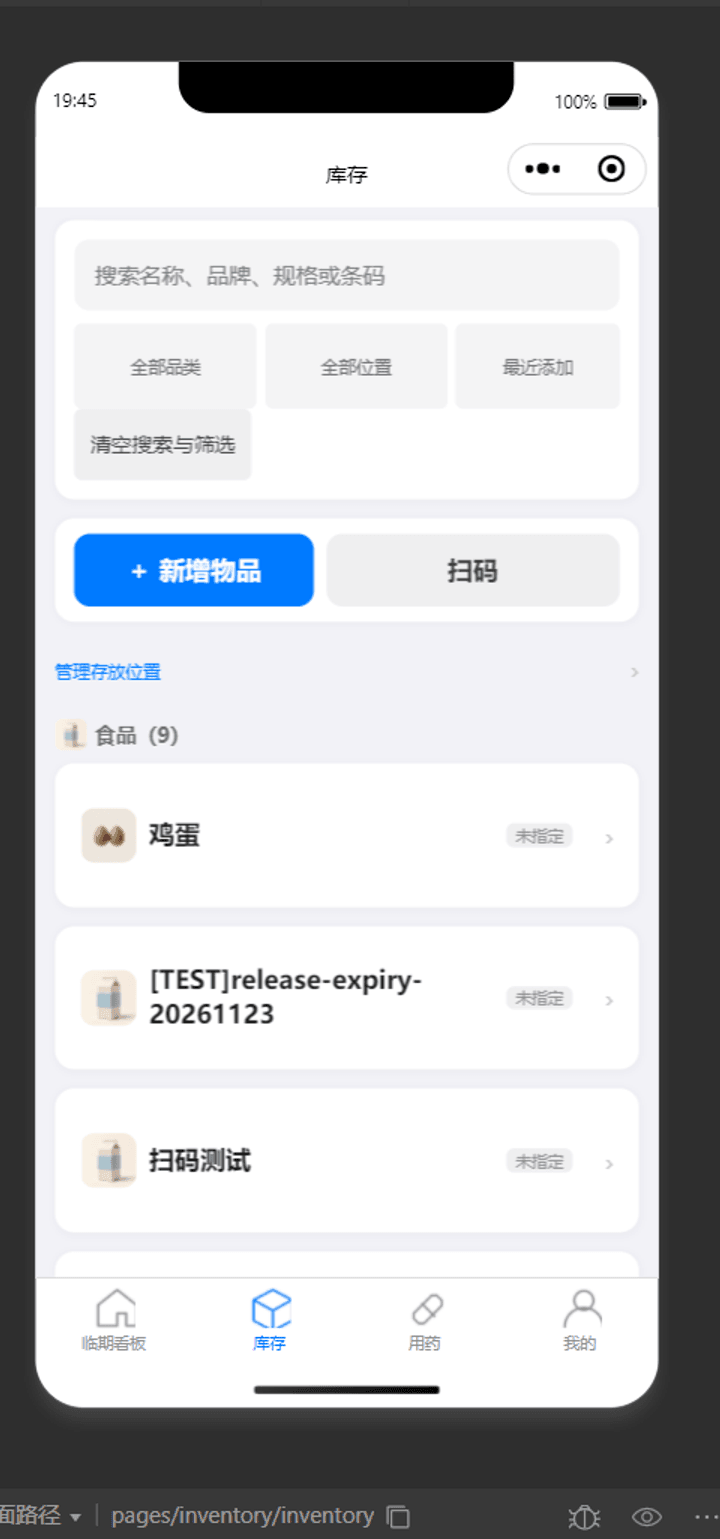 19:45
100%
库存
搜索名称、品牌、规格或条码
全部品类
全部位置
最近添加
清空搜索与筛选
+ 新增物品
扫码
管理存放位置
食品（9）
鸡蛋
未指定
[TEST]release-expiry-
20261123
未指定
扫码测试
未指定
临期看板
库存
用药
我的
面路径
pages/inventory/inventory